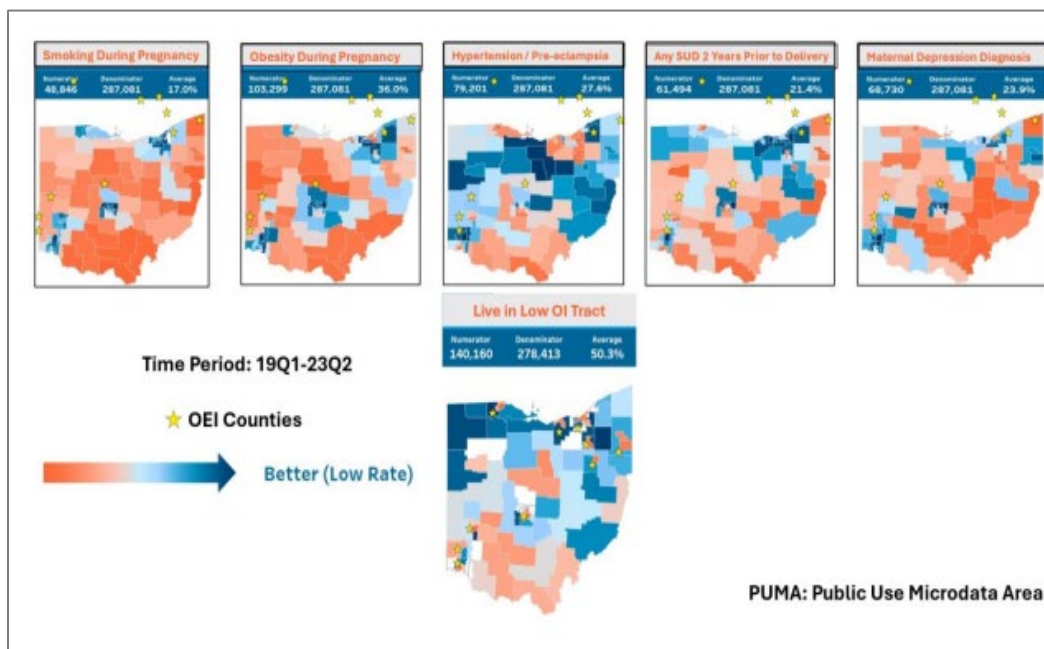 Smoking During Pregnancy
Numerator Denominator Average
48,846 287,081 17.0%
Obesity During Pregnancy
Numerator Denominator Average
103,299 287,081 36.0%
Hypertension / Pre-eclampsia
Numerator Denominator Average
79,201 287,081 27.6%
Any SUD 2 Years Prior to Delivery
Numerator Denominator Average
61,494 287,081 21.4%
Maternal Depression Diagnosis
Numerator Denominator Average
68,730 287,081 23.9%
Live in Low OI Tract
Numerator Denominator Average
140,160 278,413 50.3%
Time Period: 19Q1-23Q2
OEI Counties
Better (Low Rate)
PUMA: Public Use Microdata Area